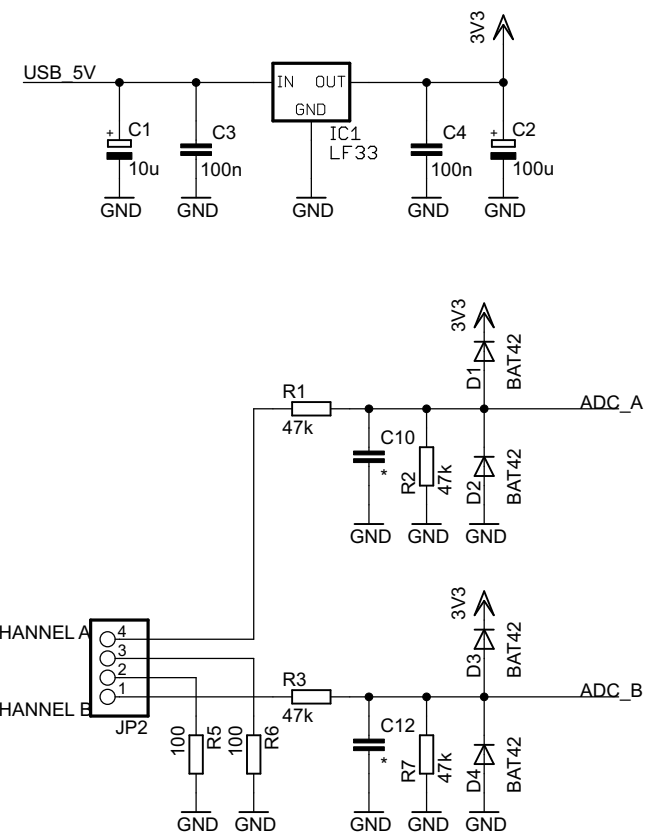 3V3
USB_5V
IN OUT
GND
IC1
LF33
+ C1
10u
C3
100n
C4
100n
+ C2
100u
GND
GND
GND
GND
GND
3V3
D1
BAT42
R1
47k
ADC_A
C10
*
R2
47k
D2
BAT42
GND
GND
GND
HANNEL A
4
3
2
1
HANNEL B
JP2
3V3
D3
BAT42
R3
47k
ADC_B
100
R5
100
R6
C12
*
R7
47k
D4
BAT42
GND
GND
GND
GND
GND